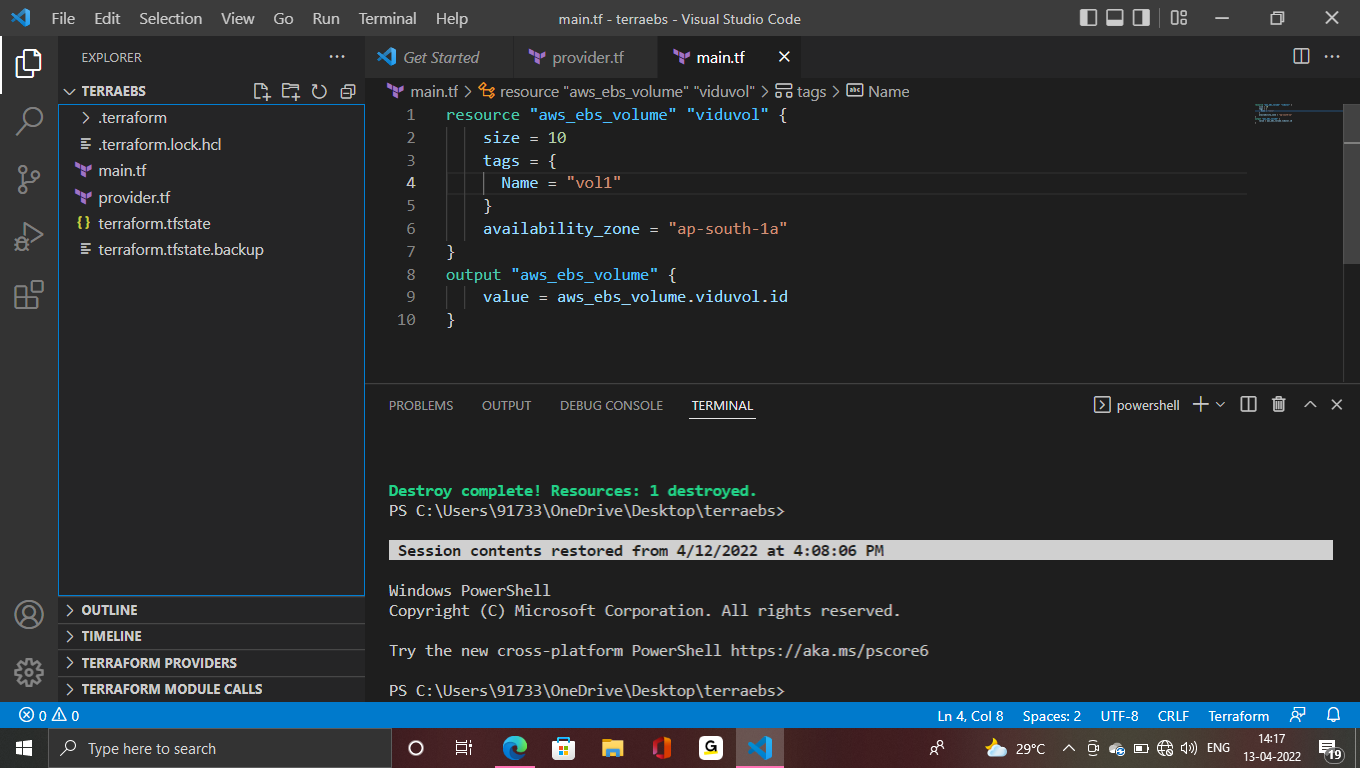 File Edit Selection View Go Run Terminal Help main.tf - terraebs - Visual Studio Code
EXPLORER
TERRAEBS
.terraform
.terraform.lock.hcl
main.tf
provider.tf
terraform.tfstate
terraform.tfstate.backup
OUTLINE
TIMELINE
TERRAFORM PROVIDERS
TERRAFORM MODULE CALLS
Get Started provider.tf main.tf
main.tf > resource "aws_ebs_volume" "viduvol" > tags > abc Name
1 resource "aws_ebs_volume" "viduvol" {
2 size = 10
3 tags = {
4 Name = "vol1"
5 }
6 availability_zone = "ap-south-1a"
7 }
8 output "aws_ebs_volume" {
9 value = aws_ebs_volume.viduvol.id
10 }
PROBLEMS OUTPUT DEBUG CONSOLE TERMINAL powershell
Destroy complete! Resources: 1 destroyed.
PS C:\Users\91733\OneDrive\Desktop\terraebs>
Session contents restored from 4/12/2022 at 4:08:06 PM
Windows PowerShell
Copyright (C) Microsoft Corporation. All rights reserved.
Try the new cross-platform PowerShell https://aka.ms/pscore6
PS C:\Users\91733\OneDrive\Desktop\terraebs>
0 0 Ln 4, Col 8 Spaces: 2 UTF-8 CRLF Terraform
Type here to search G 29°C ENG 14:17
13-04-2022 19